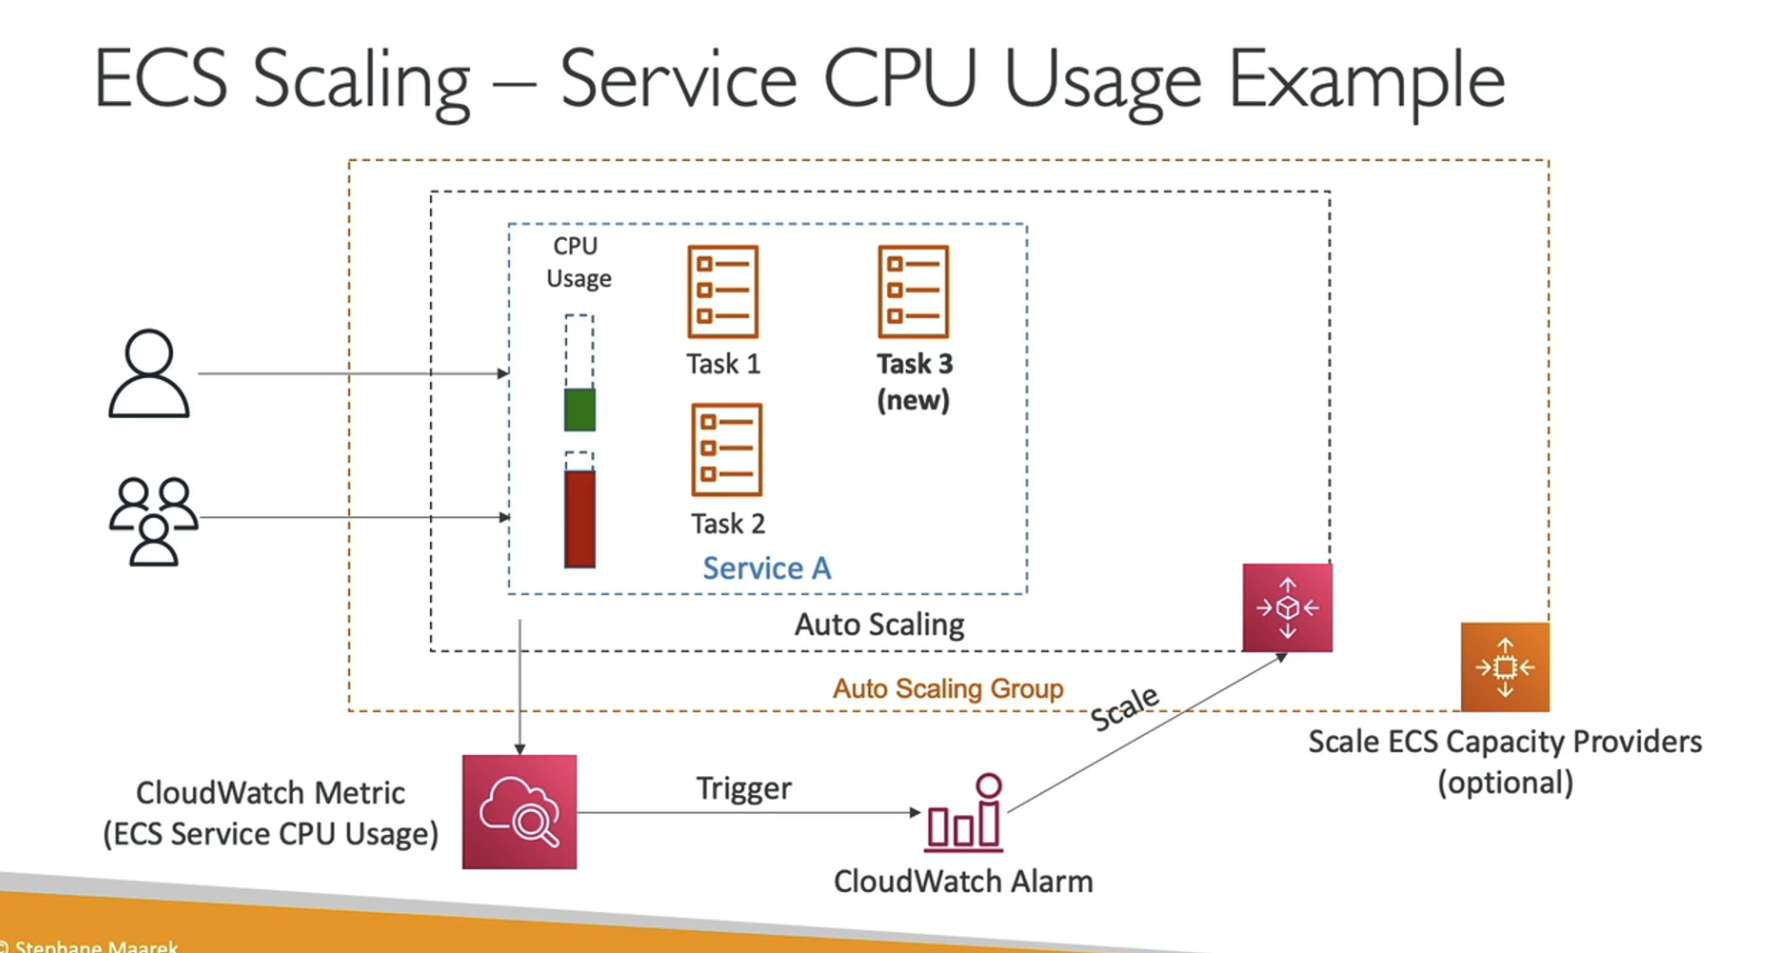 ECS Scaling – Service CPU Usage Example
CPU
Usage
Task 1
Task 3
(new)
Task 2
Service A
Auto Scaling
Auto Scaling Group
Scale
Scale ECS Capacity Providers
(optional)
CloudWatch Metric
(ECS Service CPU Usage)
Trigger
CloudWatch Alarm
© Stephane Maarek